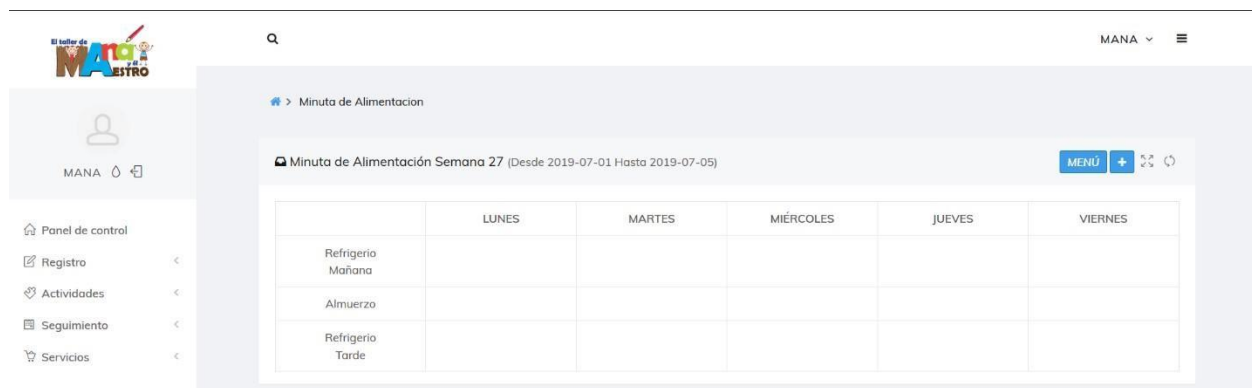 El taller de
Maná
y el
MAESTRO
MANA
> Minuta de Alimentacion
MANA
Minuta de Alimentación Semana 27 (Desde 2019-07-01 Hasta 2019-07-05)
MENÚ +
LUNES MARTES MIÉRCOLES JUEVES VIERNES
Refrigerio
Mañana
Almuerzo
Refrigerio
Tarde
Panel de control
Registro <
Actividades <
Seguimiento <
Servicios <